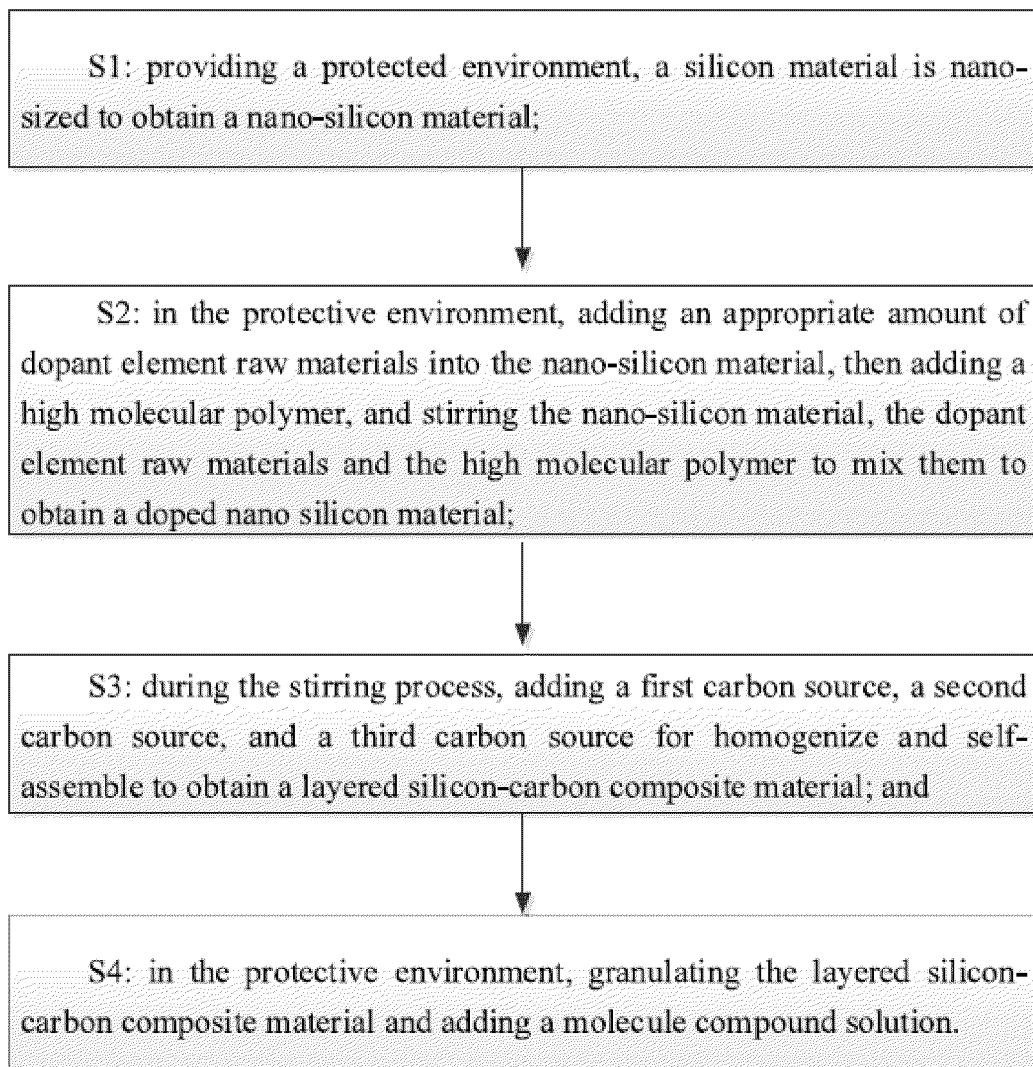 S1: providing a protected environment, a silicon material is nano-
sized to obtain a nano-silicon material;
S2: in the protective environment, adding an appropriate amount of
dopant element raw materials into the nano-silicon material, then adding a
high molecular polymer, and stirring the nano-silicon material, the dopant
element raw materials and the high molecular polymer to mix them to
obtain a doped nano silicon material;
S3: during the stirring process, adding a first carbon source, a second
carbon source, and a third carbon source for homogenize and self-
assemble to obtain a layered silicon-carbon composite material; and
S4: in the protective environment, granulating the layered silicon-
carbon composite material and adding a molecule compound solution.